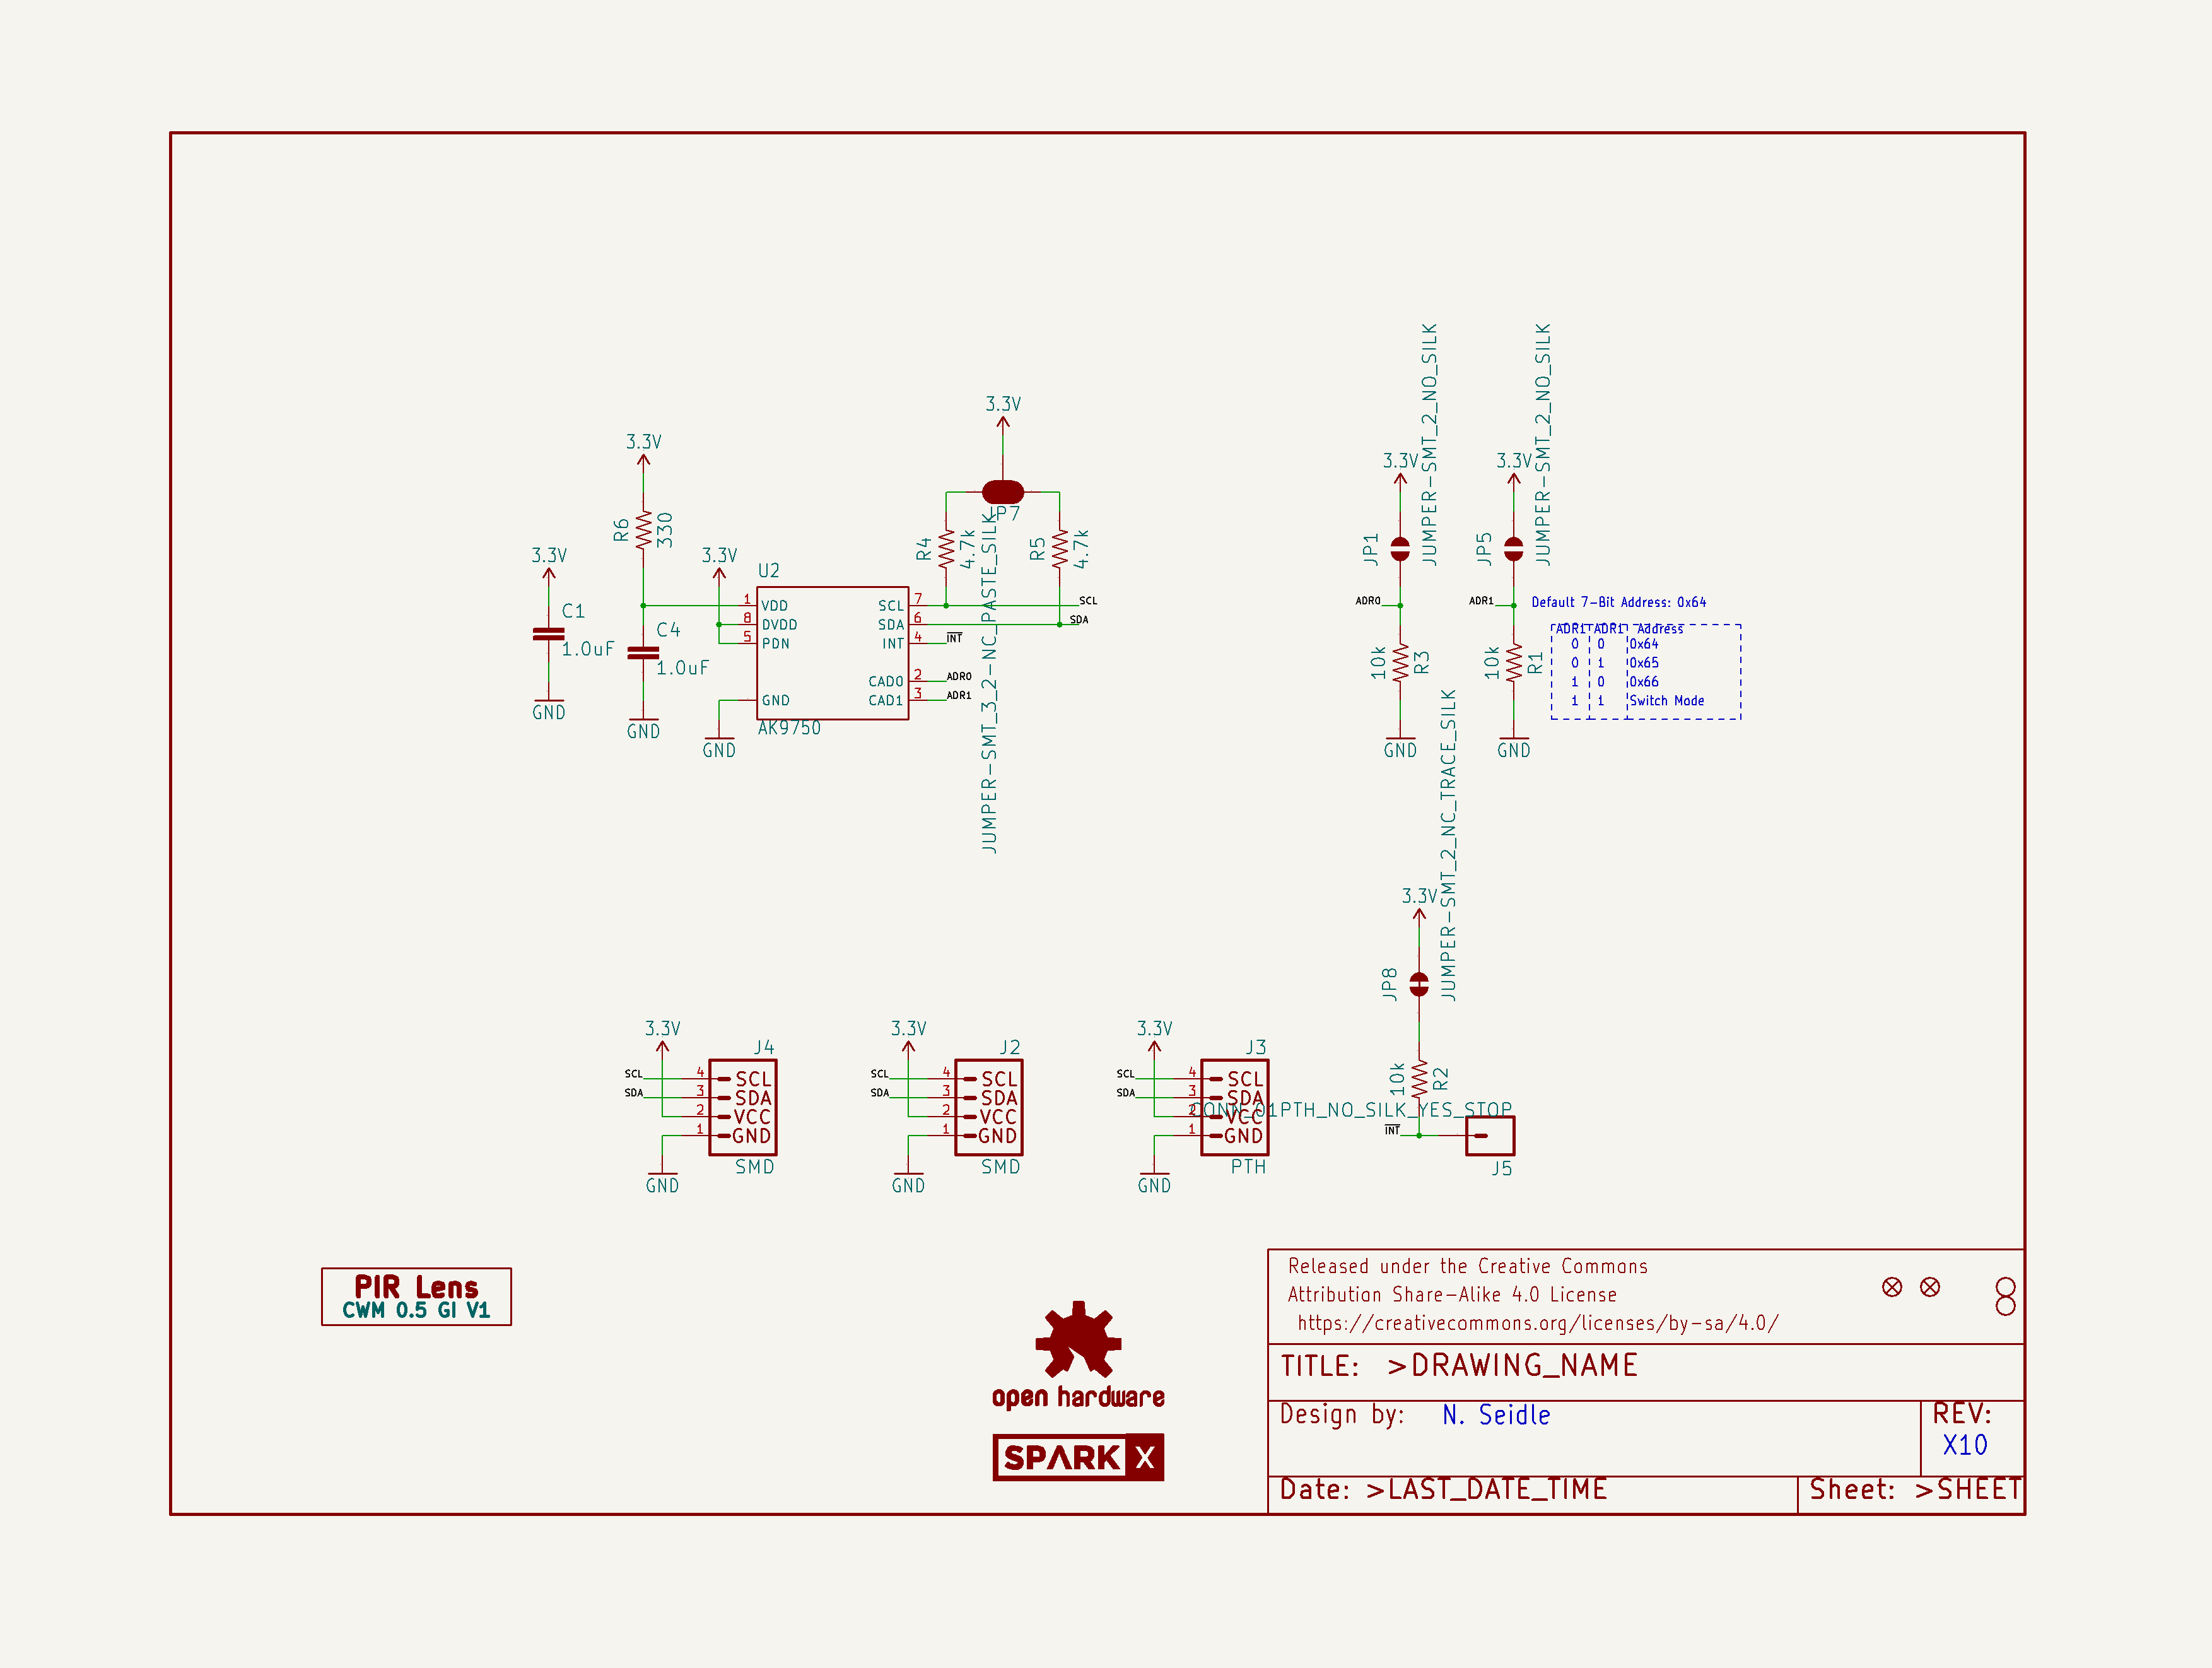 JUMPER-SMT_2_NO_SILK
JUMPER-SMT_2_NO_SILK
3.3V
3.3V
3.3V
3.3V
R6
330
JP7
JP1
JP5
3.3V
3.3V
R4
4.7k
R5
4.7k
JUMPER-SMT_3_2-NC_PASTE_SILK
U2
C1
1.0uF
C4
1.0uF
1 VDD
8 DVDD
5 PDN
GND
SCL 7
SDA 6
INT 4
CAD0 2
CAD1 3
AK9750
SCL
SDA
INT
ADR0
ADR1
GND
GND
GND
ADR0
ADR1
10k
R3
10k
R1
GND
GND
Default 7-Bit Address: 0x64
ADR1 ADR1 Address
0 0 0x64
0 1 0x65
1 0 0x66
1 1 Switch Mode
JUMPER-SMT_2_NC_TRACE_SILK
3.3V
JP8
10k
R2
CONN_01PTH_NO_SILK_YES_STOP
INT
J5
3.3V
J4
SCL
SDA
4 SCL
3 SDA
2 VCC
1 GND
SMD
GND
3.3V
J2
SCL
SDA
4 SCL
3 SDA
2 VCC
1 GND
SMD
GND
3.3V
J3
SCL
SDA
4 SCL
3 SDA
2 VCC
1 GND
PTH
GND
PIR Lens
CWM 0.5 GI V1
open hardware
SPARK X
Released under the Creative Commons
Attribution Share-Alike 4.0 License
https://creativecommons.org/licenses/by-sa/4.0/
TITLE: >DRAWING_NAME
Design by: N. Seidle
REV:
X10
Date: >LAST_DATE_TIME
Sheet: >SHEET